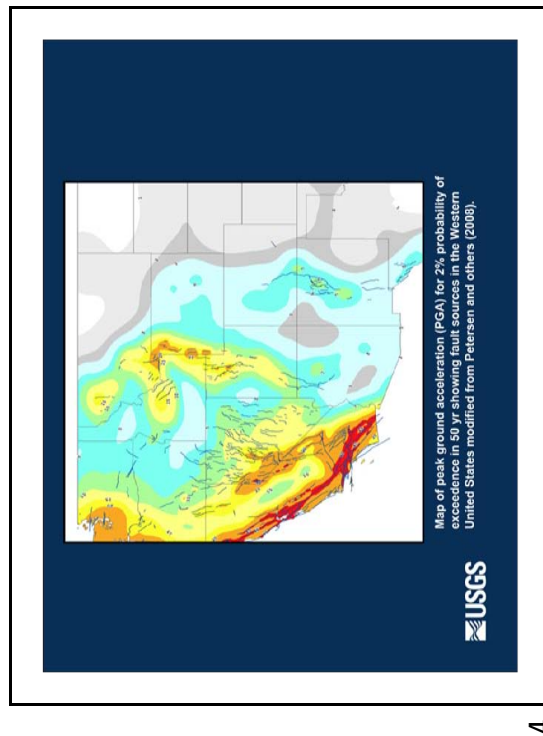 Map of peak ground acceleration (PGA) for 2% probability of
exceedence in 50 yr showing fault sources in the Western
United States modified from Petersen and others (2008).
USGS
4